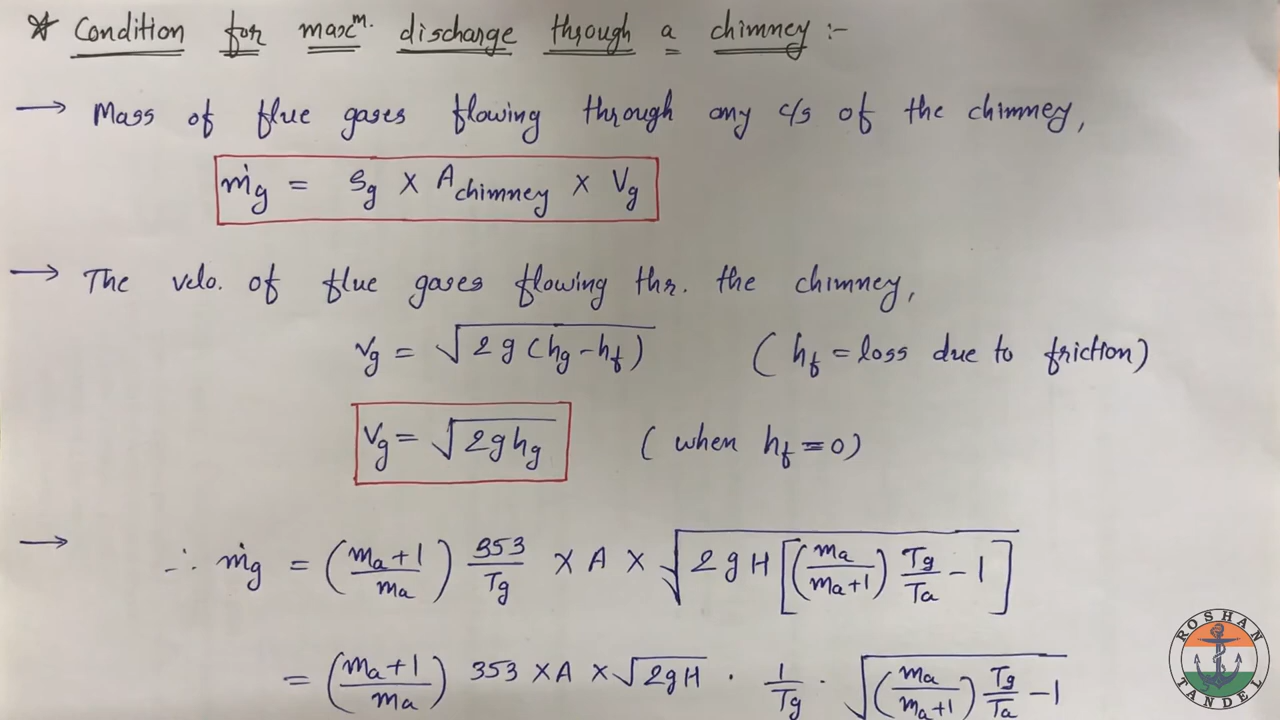 * Condition for maxᵐ. discharge through a chimney :-
→ Mass of flue gases flowing through any c/s of the chimney,
ṁg = ρg × Achimney × Vg
→ The velo. of flue gases flowing thr. the chimney,
Vg = √2g(hg-hf) (hf = loss due to friction)
Vg = √2ghg (when hf = 0)
→ ∴ ṁg = (ma+1/ma) 353/Tg × A × √2gH[(ma/ma+1) Tg/Ta - 1]
= (ma+1/ma) 353 × A × √2gH · 1/Tg · √(ma/ma+1) Tg/Ta - 1
ROSHAN
TANDEL